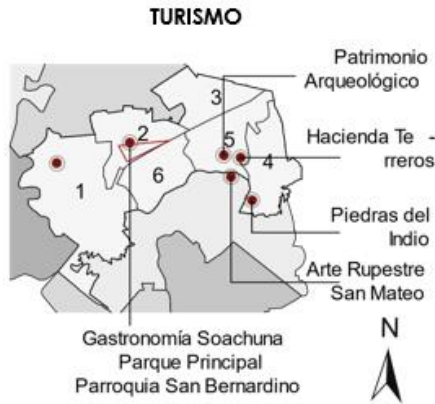 TURISMO
Patrimonio
Arqueológico
3
2
Hacienda Te -
rreros
5
4
1
6
Piedras del
Indio
Arte Rupestre
San Mateo
N
Gastronomía Soachuna
Parque Principal
Parroquia San Bernardino